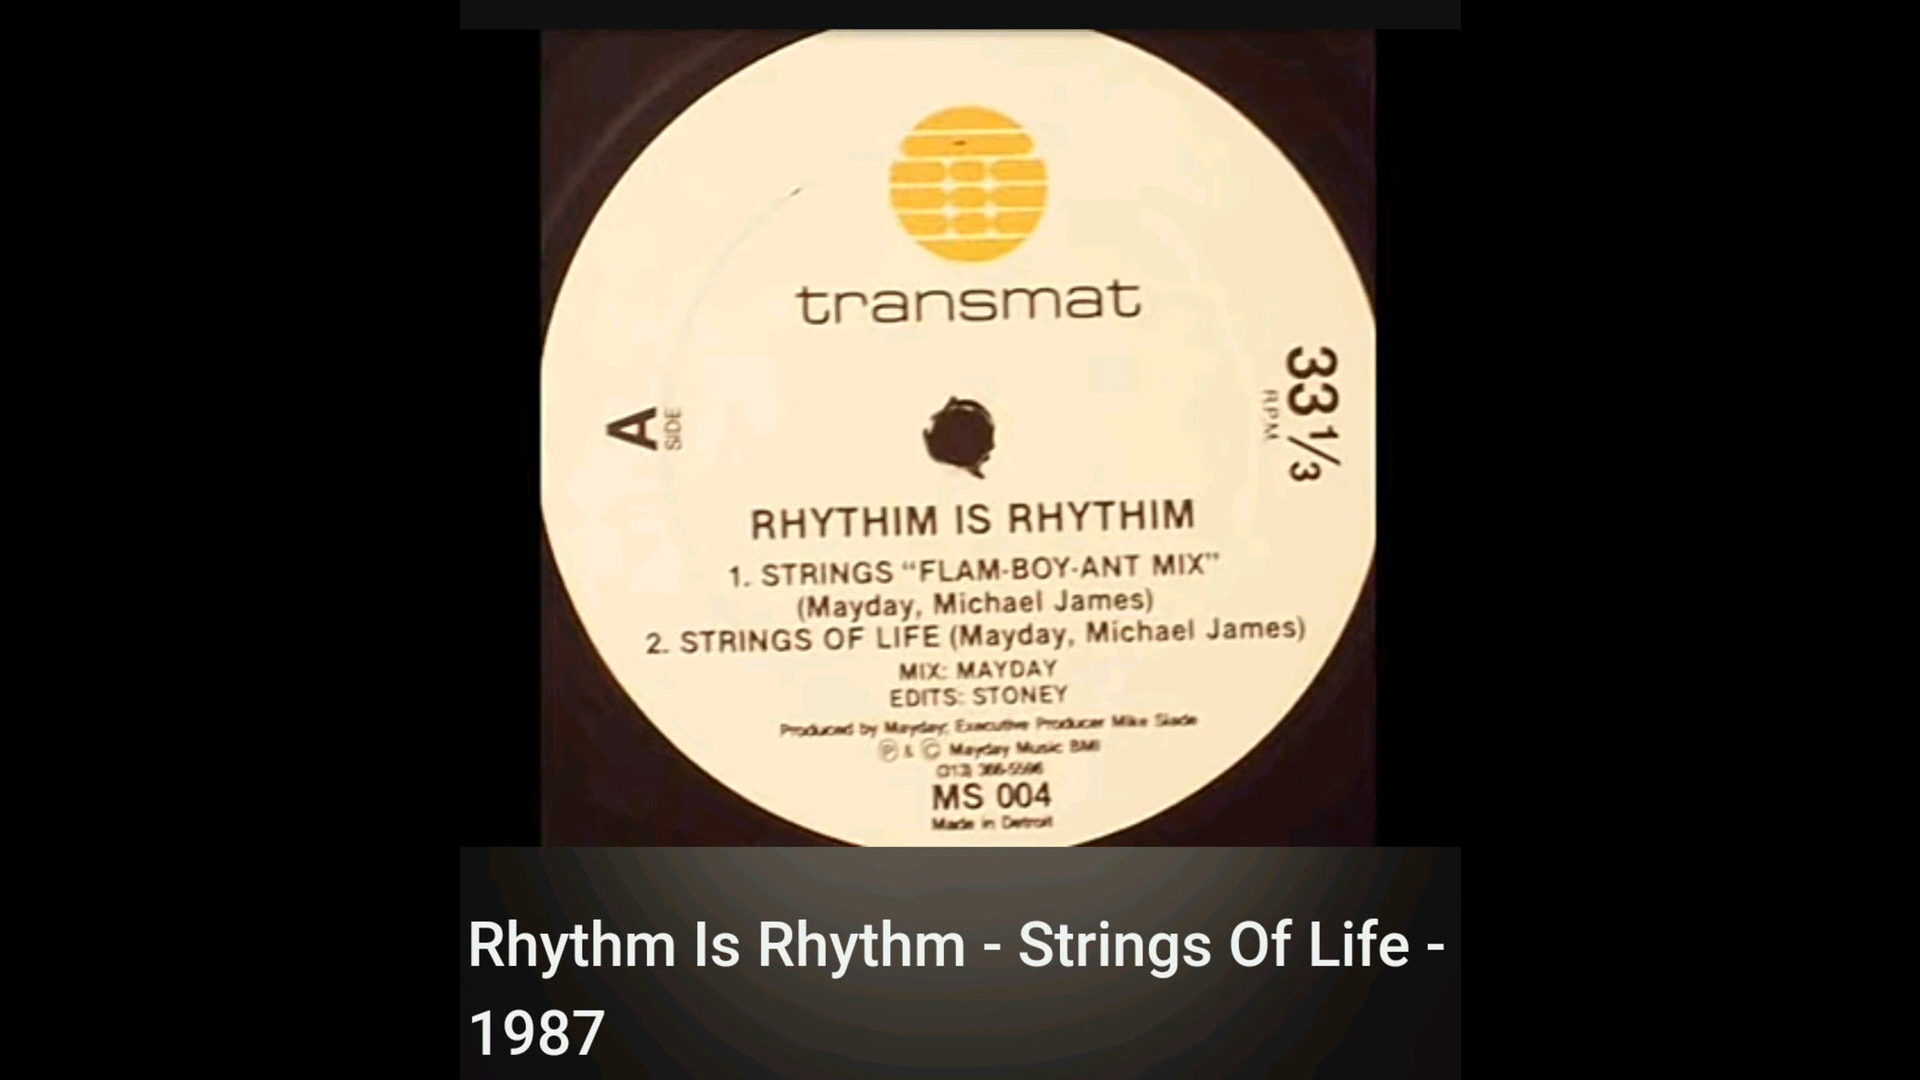 transmat
A
SIDE
33 ⅓
RPM
RHYTHIM IS RHYTHIM
1. STRINGS “FLAM-BOY-ANT MIX”
(Mayday, Michael James)
2. STRINGS OF LIFE (Mayday, Michael James)
MIX: MAYDAY
EDITS: STONEY
Produced by Mayday; Executive Producer Mike Slade
Ⓟ & Ⓒ Mayday Music BMI
MS 004
Made in Detroit
Rhythm Is Rhythm - Strings Of Life -
1987